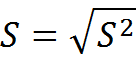 S = √S²